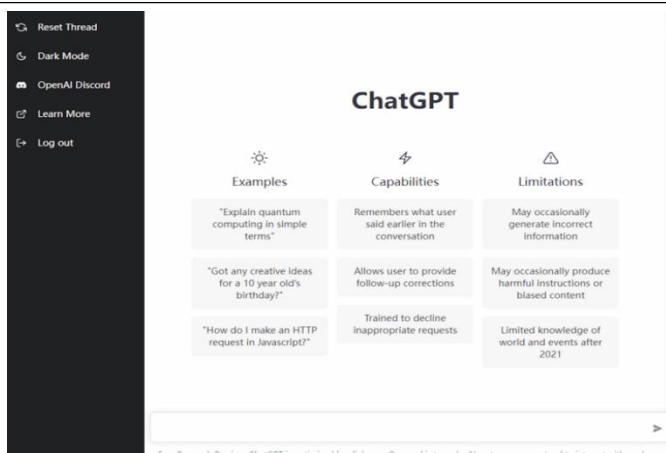 Reset Thread
Dark Mode
OpenAI Discord
Learn More
Log out
ChatGPT
Examples
"Explain quantum
computing in simple
terms"
"Got any creative ideas
for a 10 year old's
birthday?"
"How do I make an HTTP
request in Javascript?"
Capabilities
Remembers what user
said earlier in the
conversation
Allows user to provide
follow-up corrections
Trained to decline
inappropriate requests
Limitations
May occasionally
generate incorrect
information
May occasionally produce
harmful instructions or
biased content
Limited knowledge of
world and events after
2021